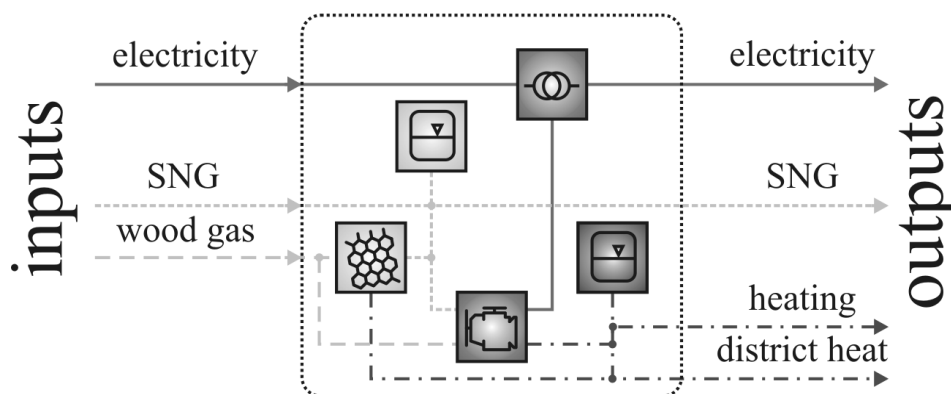 inputs
electricity
electricity
SNG
SNG
wood gas
heating
district heat
outputs